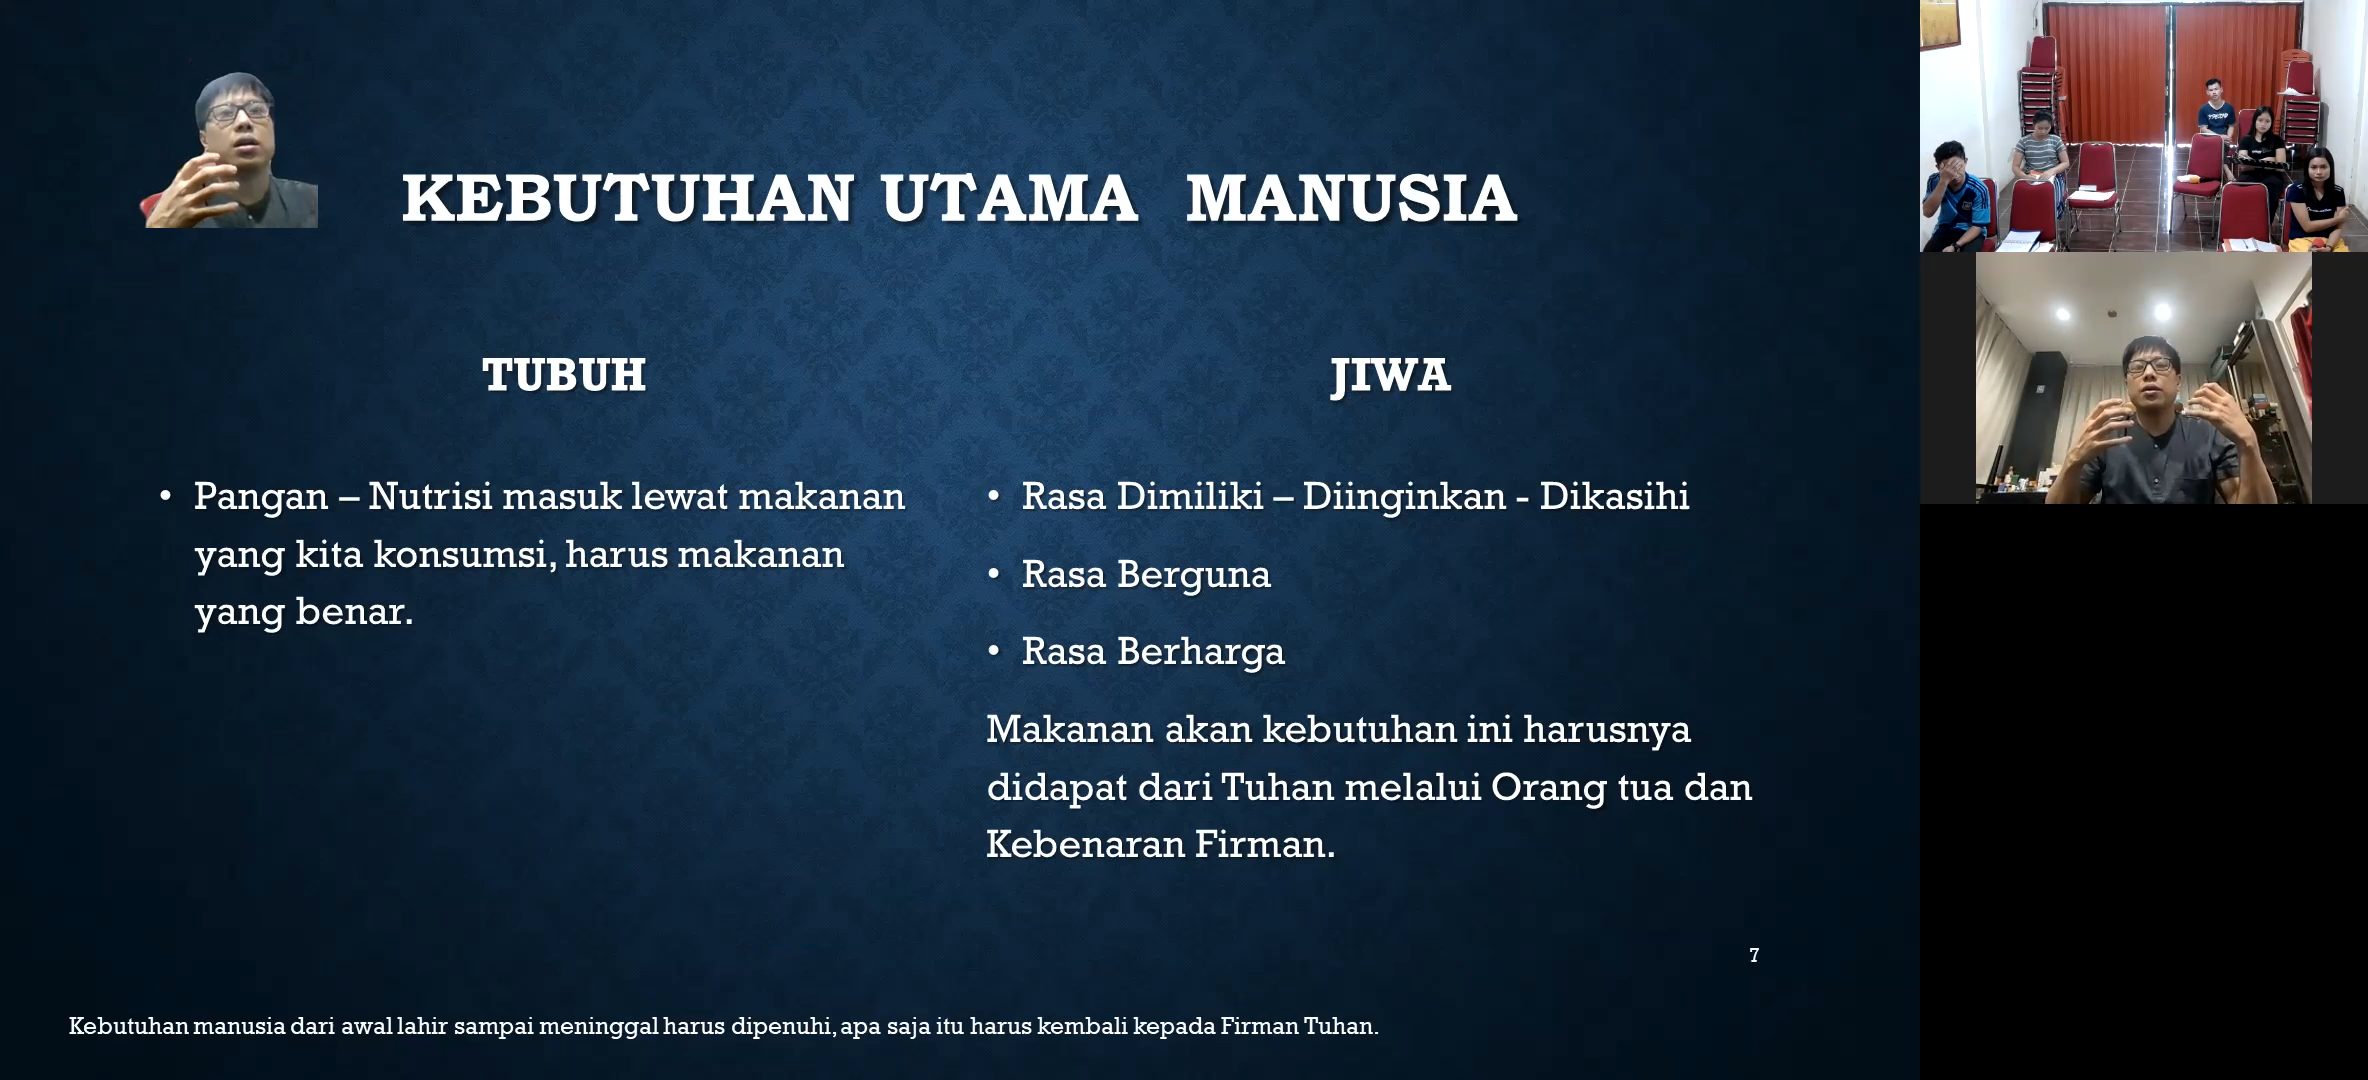 KEBUTUHAN UTAMA MANUSIA
TUBUH
• Pangan – Nutrisi masuk lewat makanan
yang kita konsumsi, harus makanan
yang benar.
JIWA
• Rasa Dimiliki – Diinginkan - Dikasihi
• Rasa Berguna
• Rasa Berharga
Makanan akan kebutuhan ini harusnya
didapat dari Tuhan melalui Orang tua dan
Kebenaran Firman.
7
Kebutuhan manusia dari awal lahir sampai meninggal harus dipenuhi, apa saja itu harus kembali kepada Firman Tuhan.